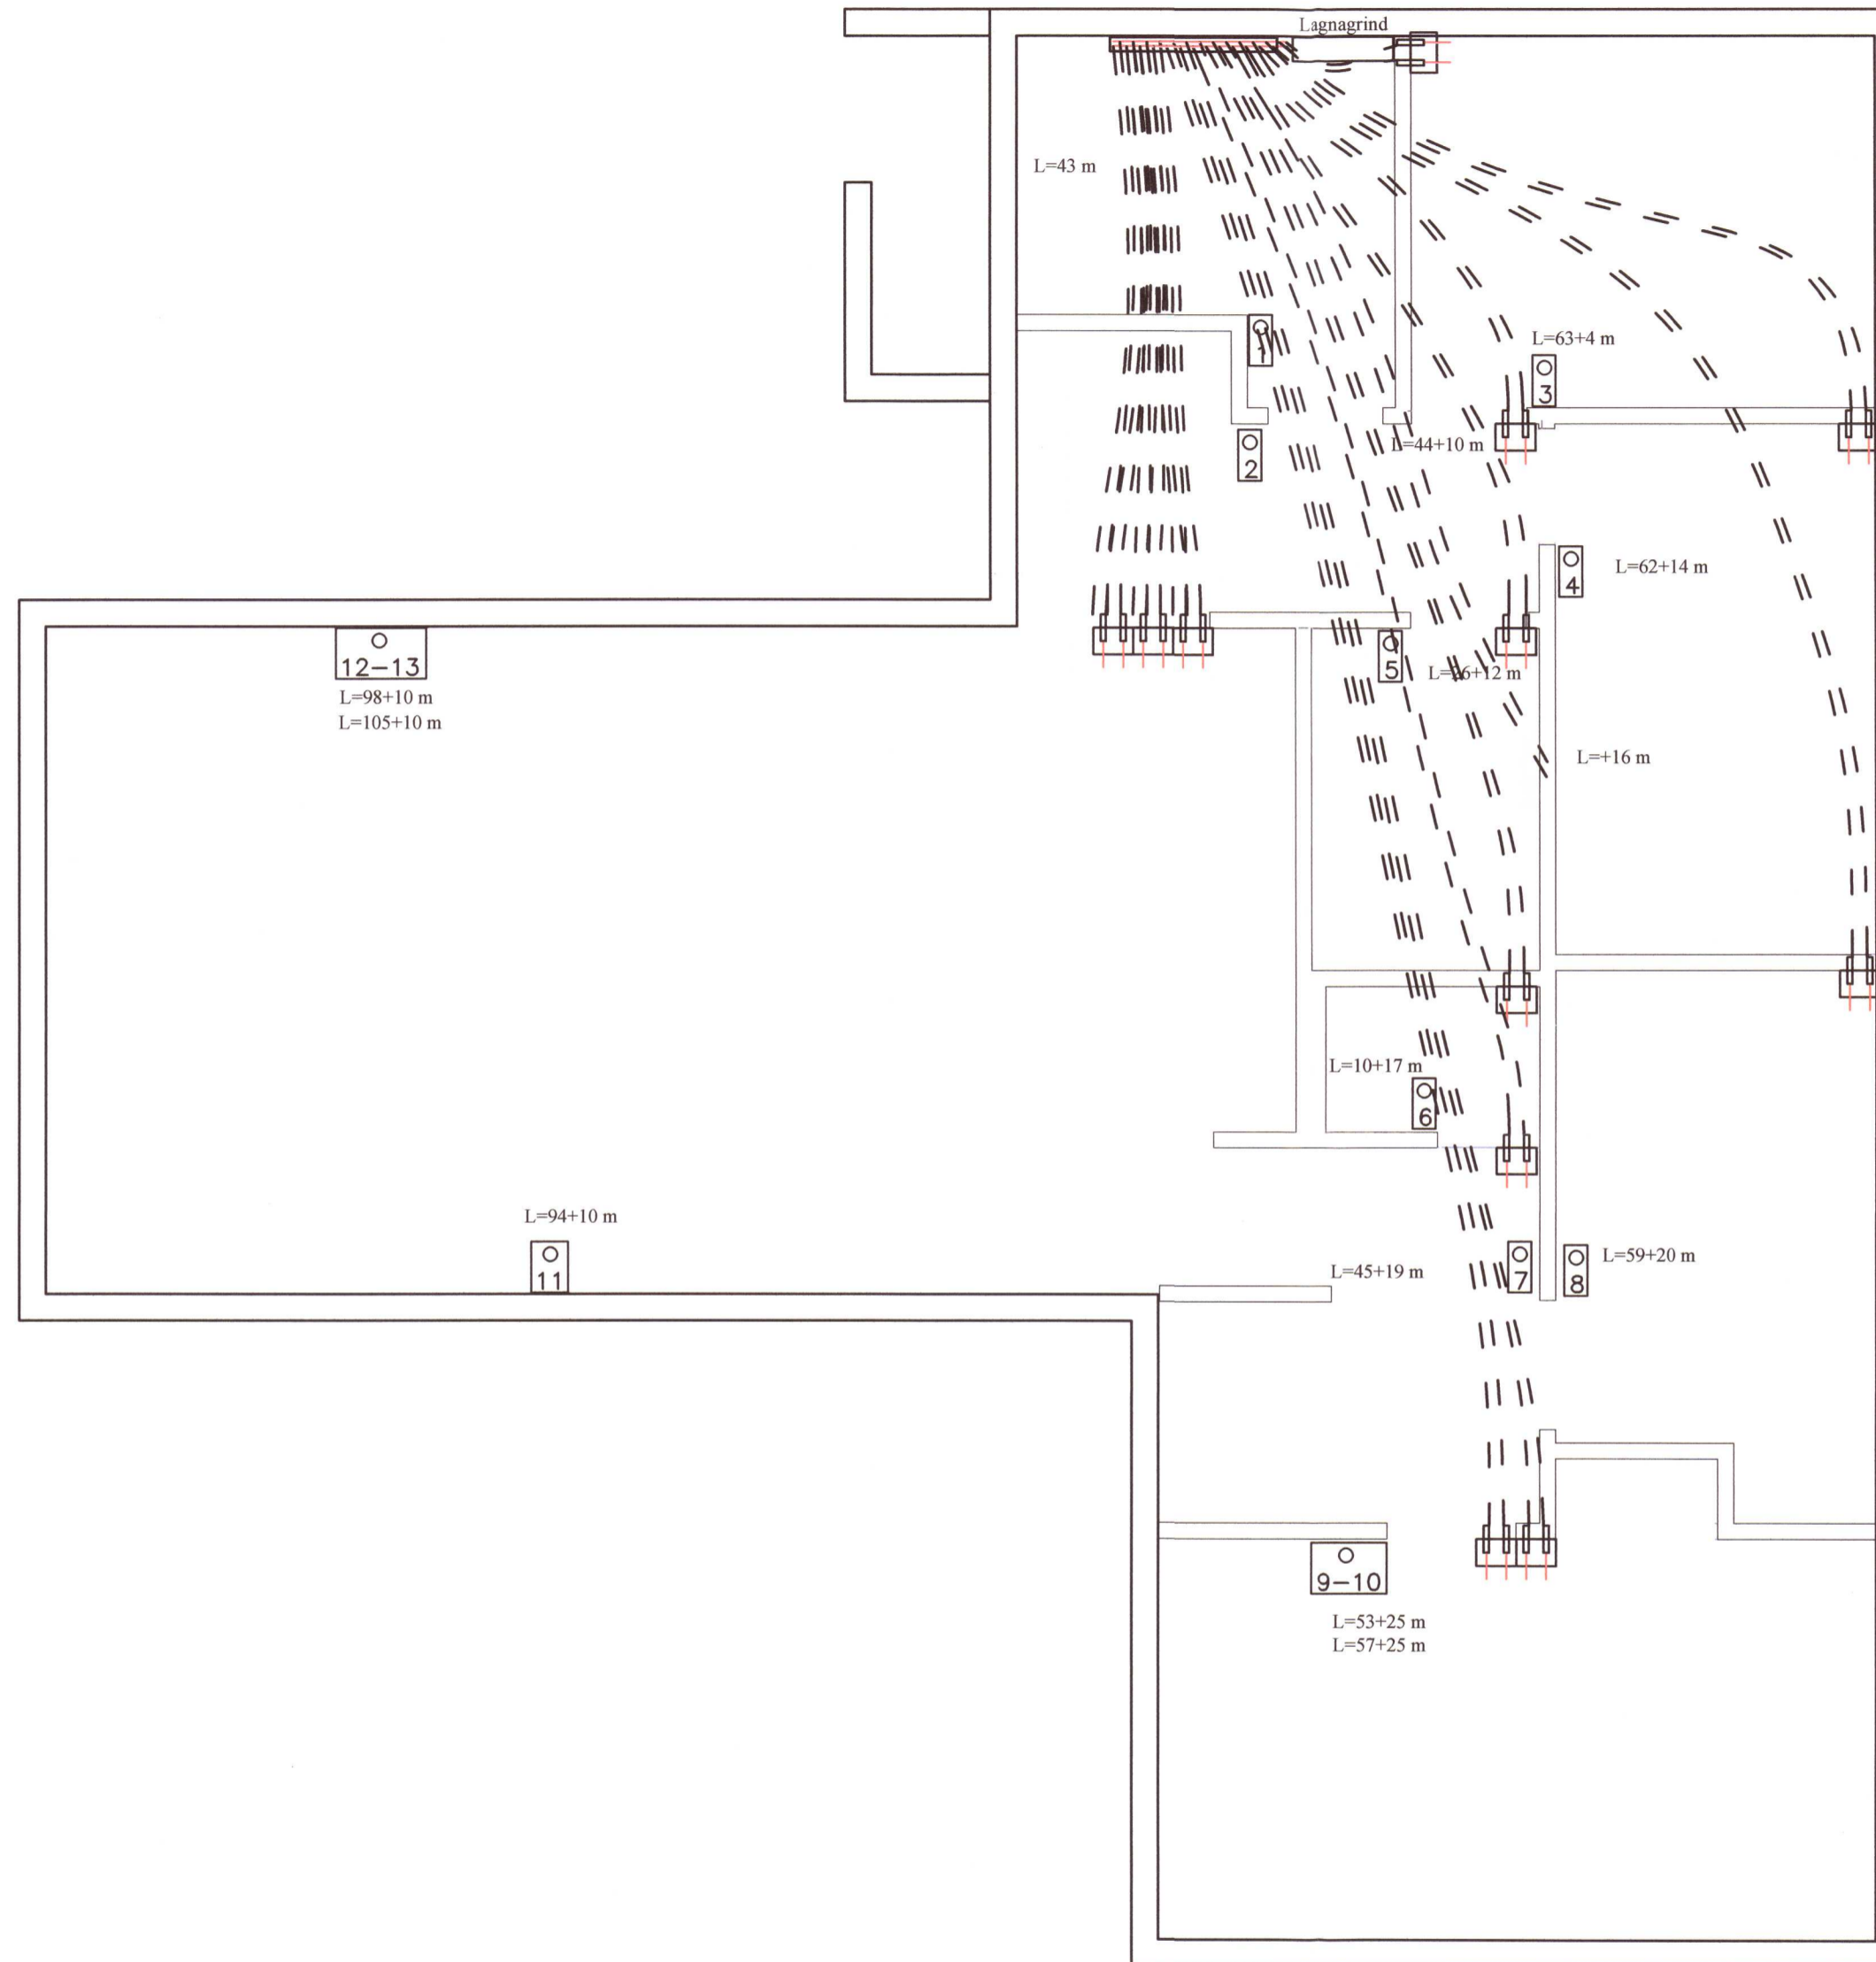 Lagnagrind
L=43 m
1
L=63+4 m
3
L=44+10 m
2
4
L=62+14 m
12-13
5
L=98+10 m
L=105+10 m
L=+16 m
L=10+17 m
6
L=94+10 m
11
7
8
L=59+20 m
L=45+19 m
9-10
L=53+25 m
L=57+25 m